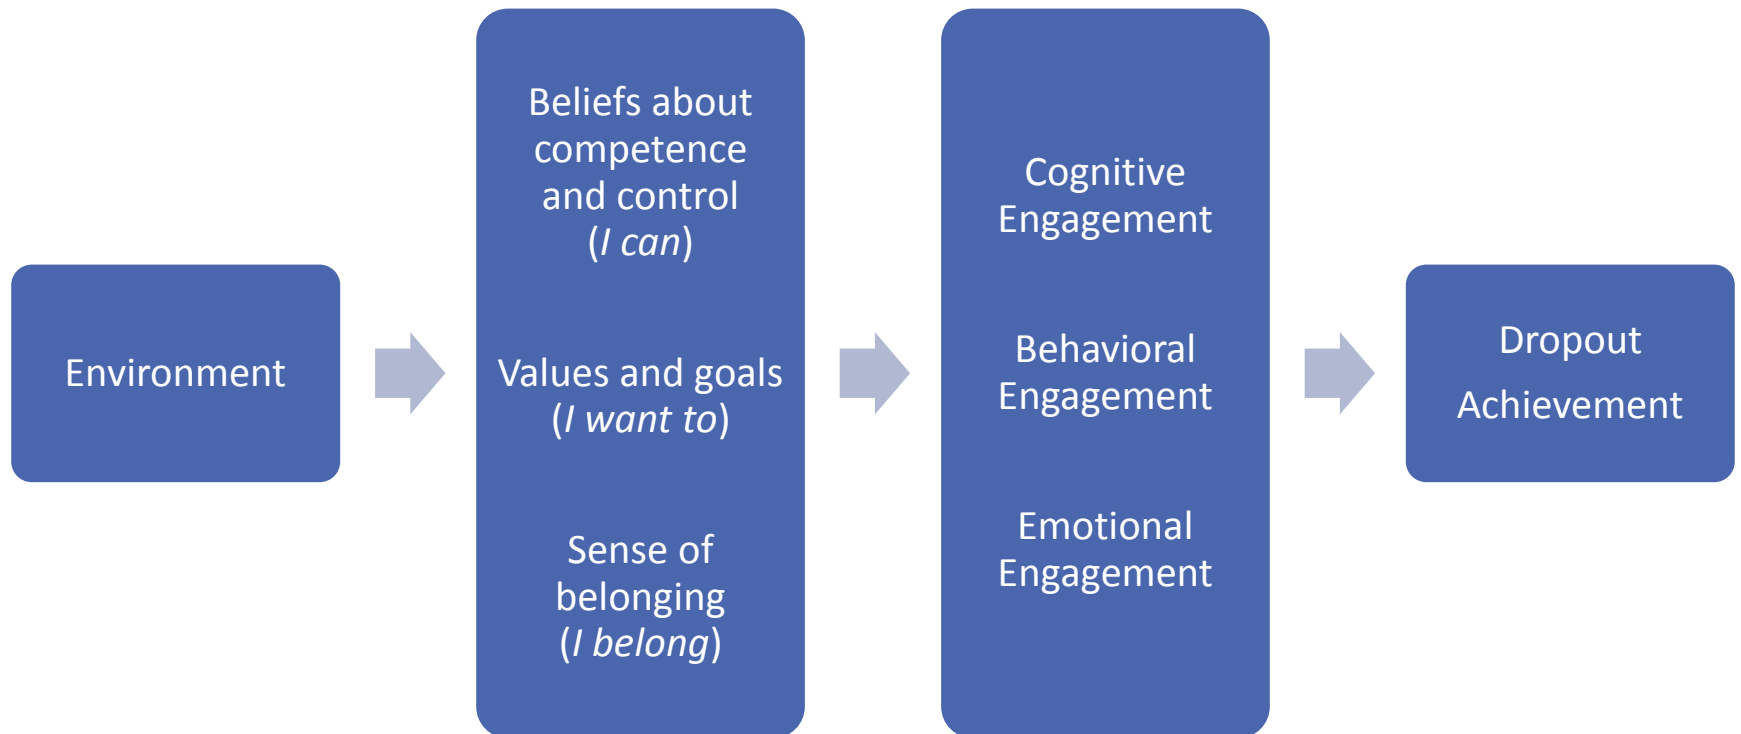 Environment
Beliefs about
competence
and control
(I can)
Values and goals
(I want to)
Sense of
belonging
(I belong)
Cognitive
Engagement
Behavioral
Engagement
Emotional
Engagement
Dropout
Achievement